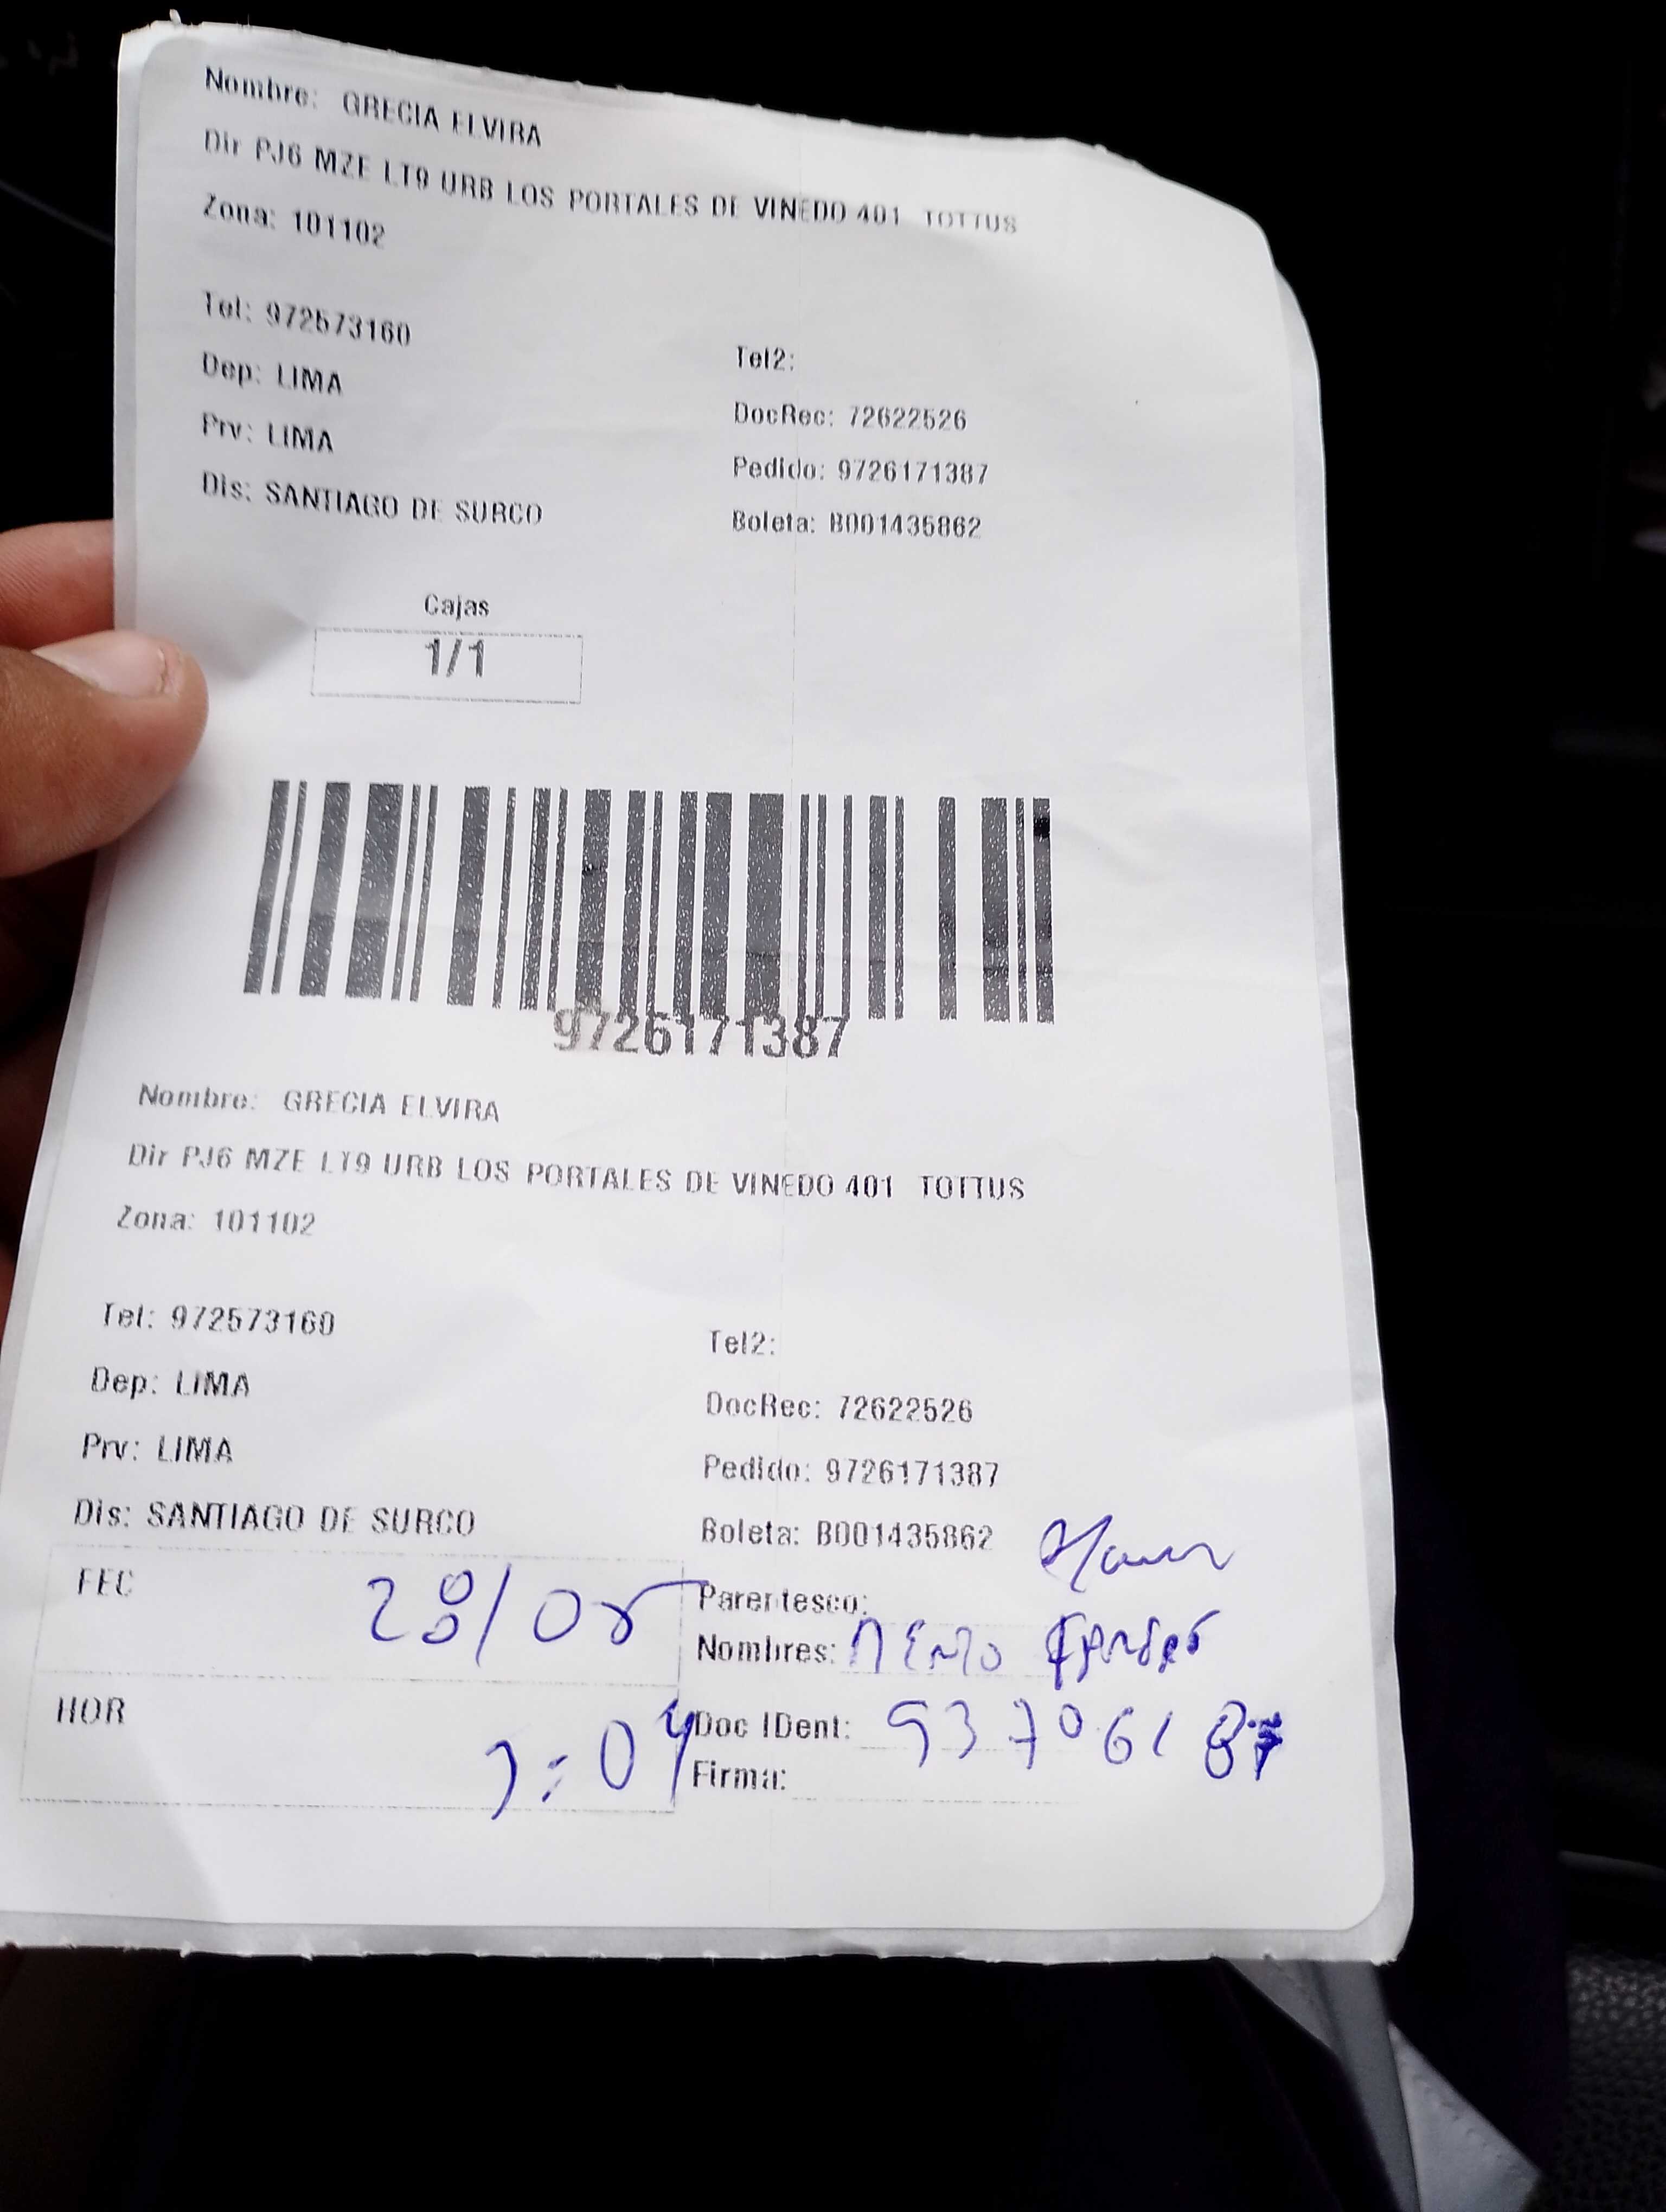 Nombre: GRECIA ELVIRA
Dir PJ6 MZE LT9 URB LOS PORTALES DE VINEDO 401 TOTTUS
Zona: 101102
Tel: 972573160
Tel2:
Dep: LIMA
DocRec: 72622526
Prv: LIMA
Pedido: 9726171387
Dis: SANTIAGO DE SURCO
Boleta: B001435862
Cajas
1/1
9726171387
Nombre: GRECIA ELVIRA
Dir PJ6 MZE LT9 URB LOS PORTALES DE VINEDO 401 TOTTUS
Zona: 101102
Tel: 972573160
Tel2:
Dep: LIMA
DocRec: 72622526
Prv: LIMA
Pedido: 9726171387
Dis: SANTIAGO DE SURCO
Boleta: B001435862
FEC 28/05
Parentesco:
Nombres:
HOR
Doc IDent:
Firma: